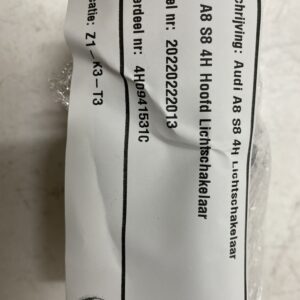 schrijving: Audi A8 S8 4H Lichtschakelaar
A8 S8 4H Hoofd Lichtschakelaar
el nr: 20220222013
erdeel nr: 4H0941531C
catie: Z1-K3-T3